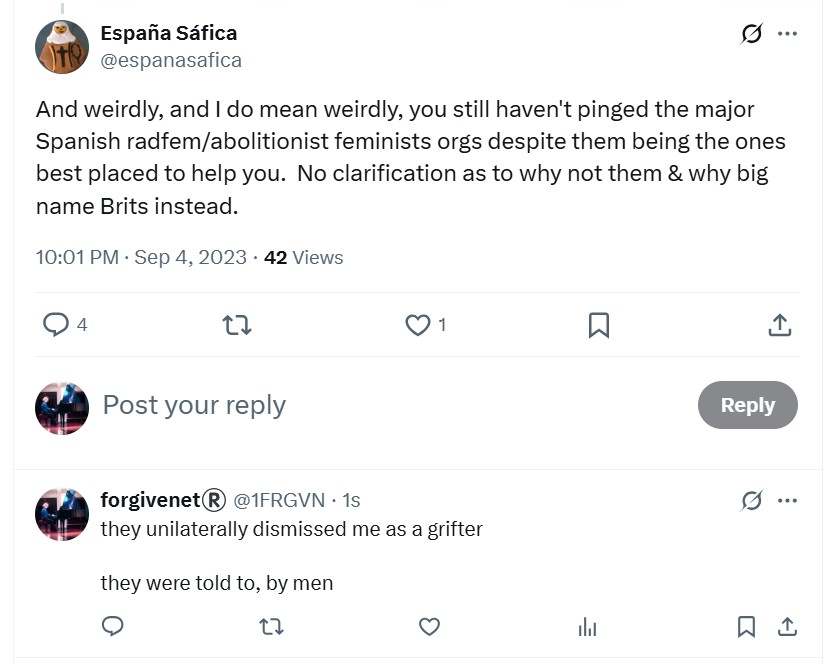 España Sáfica
@espanasafica
And weirdly, and I do mean weirdly, you still haven't pinged the major
Spanish radfem/abolitionist feminists orgs despite them being the ones
best placed to help you.  No clarification as to why not them & why big
name Brits instead.
10:01 PM · Sep 4, 2023 · 42 Views
4
1
Post your reply
Reply
forgivenet® @1FRGVN · 1s
they unilaterally dismissed me as a grifter
they were told to, by men